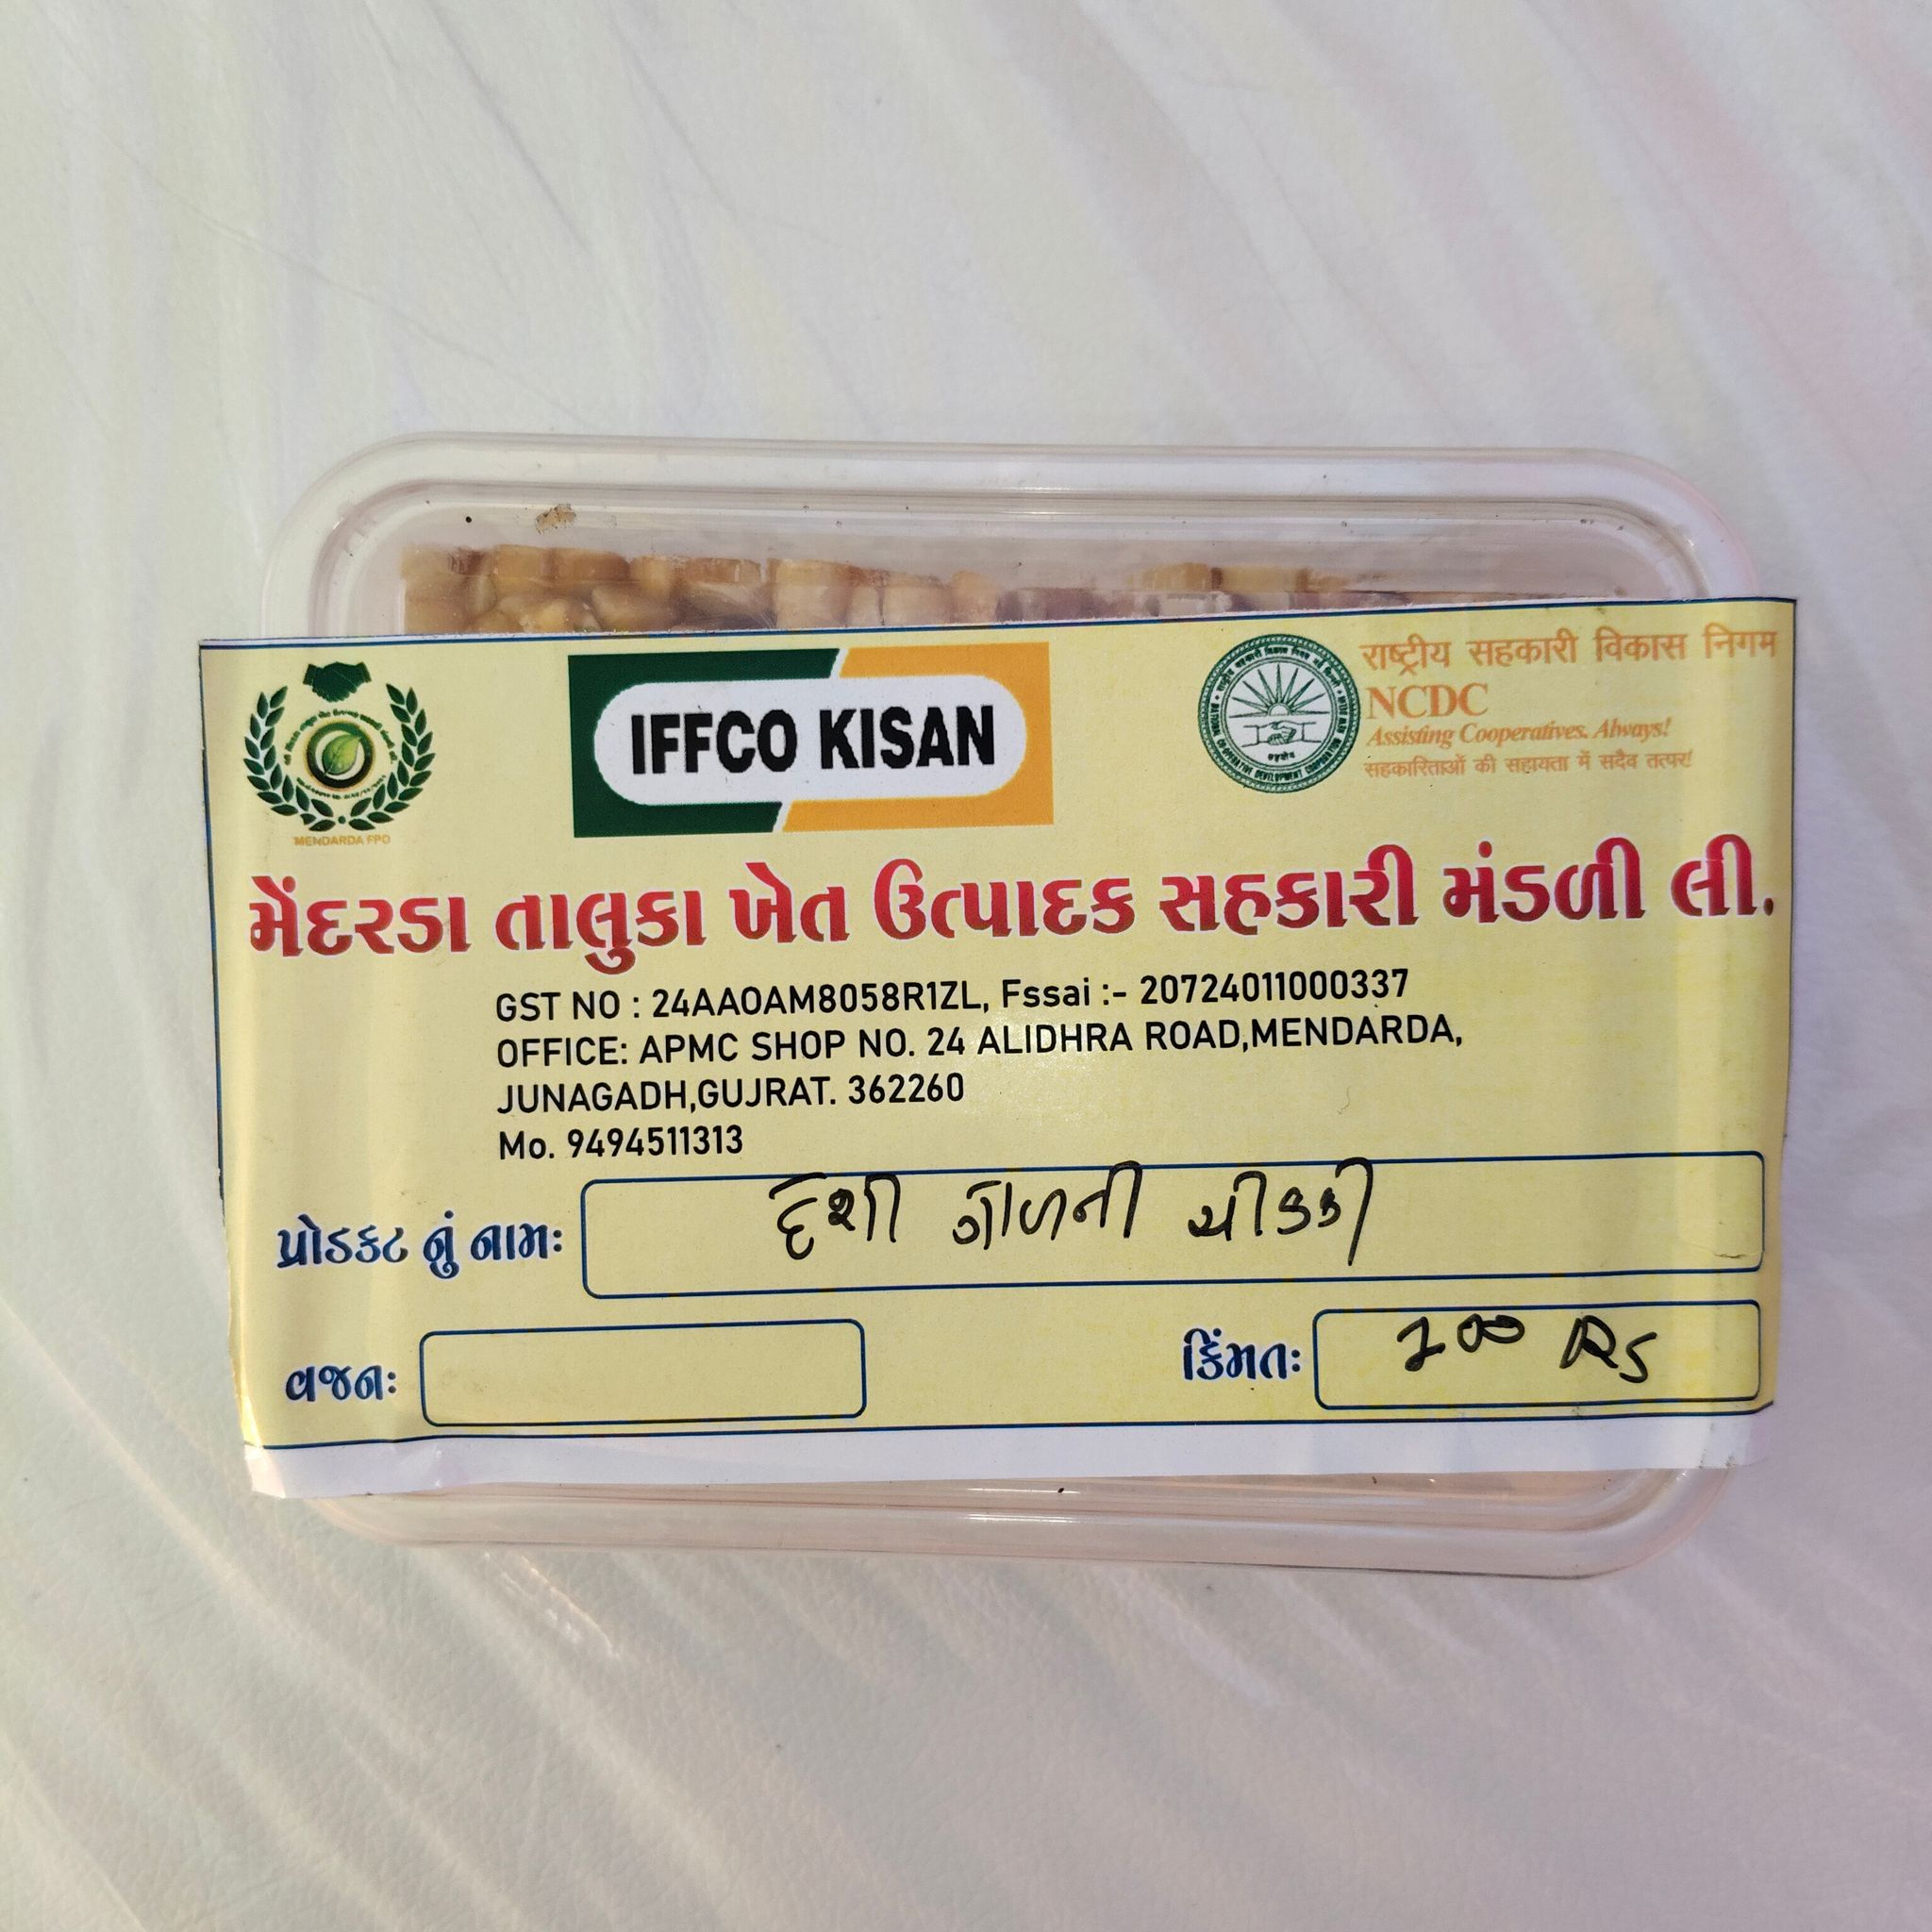 IFFCO KISAN
राष्ट्रीय सहकारी विकास निगम
NCDC
Assisting Cooperatives. Always!
सहकारिताओं की सहायता में सदैव तत्पर!
MENDARDA FPO
મેંદરડા તાલુકા ખેત ઉત્પાદક સહકારી મંડળી લી.
GST NO : 24AAOAM8058R1ZL, Fssai :- 20724011000337
OFFICE: APMC SHOP NO. 24 ALIDHRA ROAD,MENDARDA,
JUNAGADH,GUJRAT. 362260
Mo. 9494511313
પ્રોડક્ટ નું નામઃ દેશી ગોળની ચીકકી
વજનઃ
કિંમતઃ 200 Rs